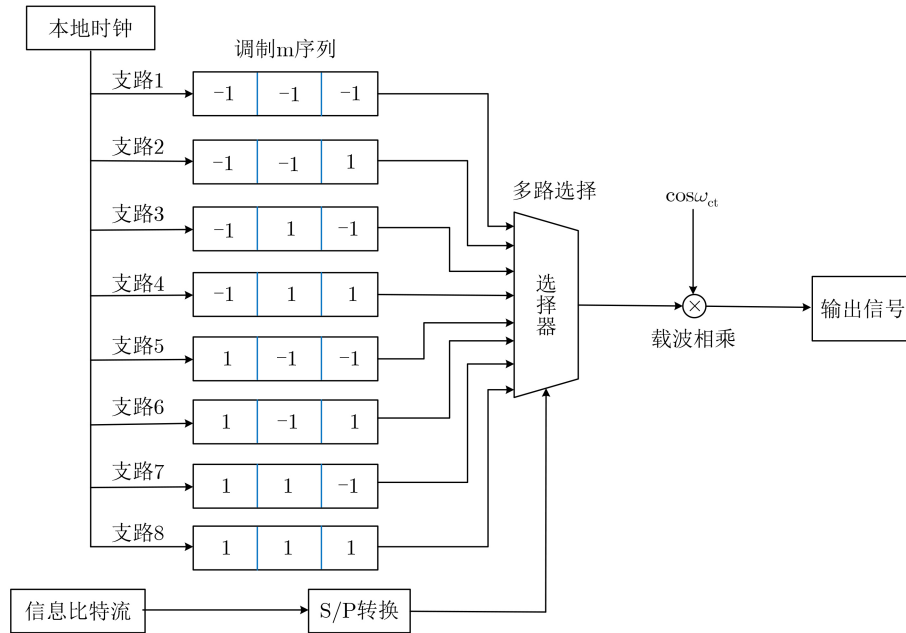 本地时钟
调制m序列
支路1
−1 −1 −1
支路2
−1 −1 1
多路选择
cosω_ct
支路3
−1 1 −1
支路4
−1 1 1
选择器
输出信号
载波相乘
支路5
1 −1 −1
支路6
1 −1 1
支路7
1 1 −1
支路8
1 1 1
信息比特流
S/P转换